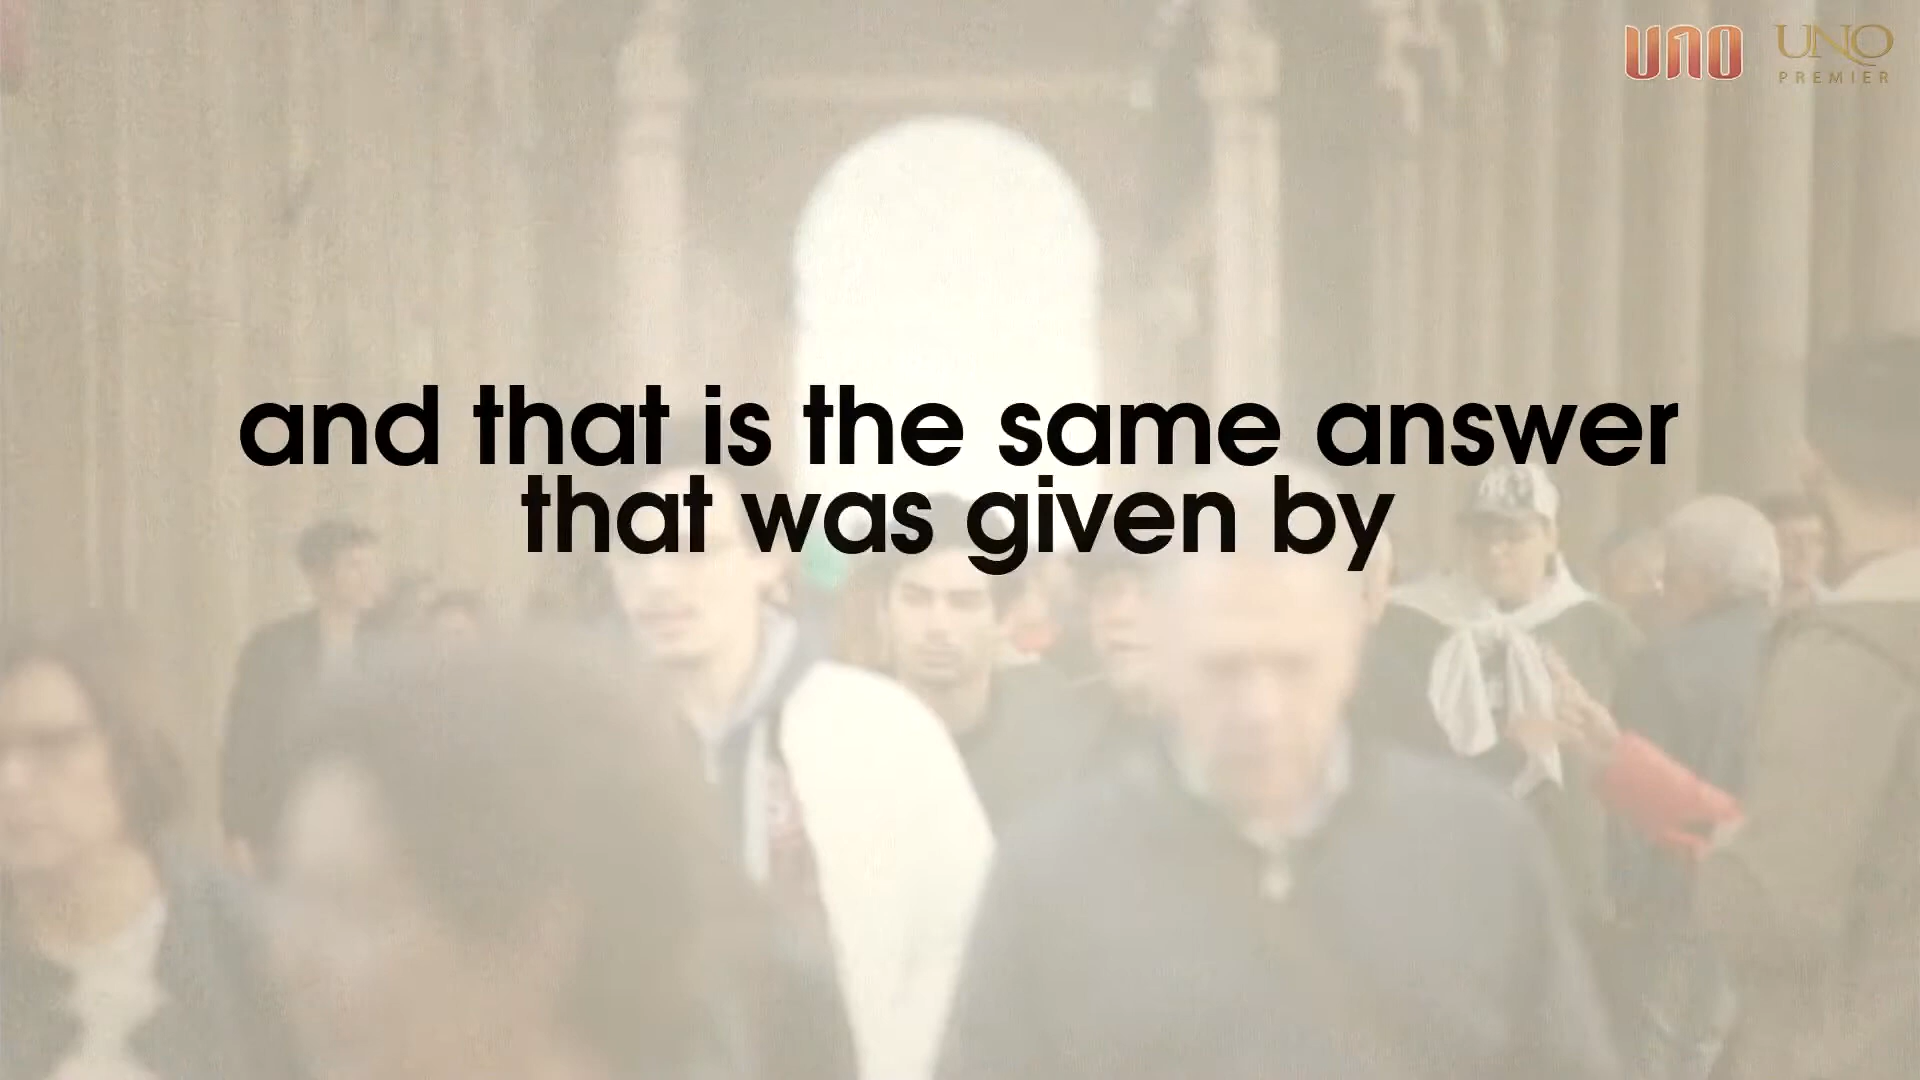 UNO UNO
PREMIER
and that is the same answer
that was given by